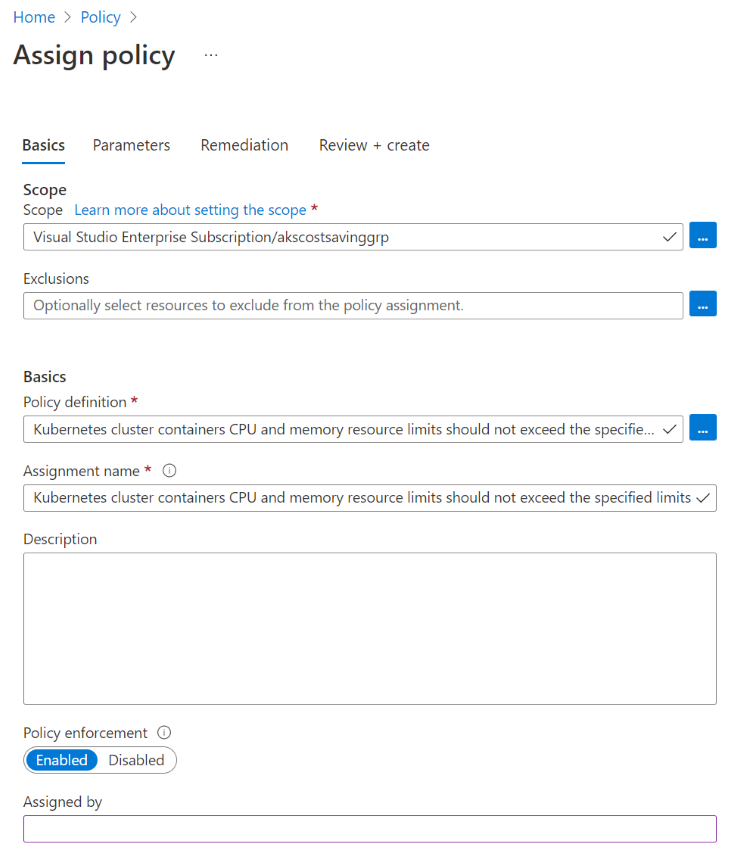 Home > Policy >
Assign policy ...
Basics Parameters Remediation Review + create
Scope
Scope Learn more about setting the scope *
Visual Studio Enterprise Subscription/akscostsavinggrp
...
Exclusions
Optionally select resources to exclude from the policy assignment.
...
Basics
Policy definition *
Kubernetes cluster containers CPU and memory resource limits should not exceed the specifie...
...
Assignment name *
Kubernetes cluster containers CPU and memory resource limits should not exceed the specified limits
Description
Policy enforcement
Enabled Disabled
Assigned by